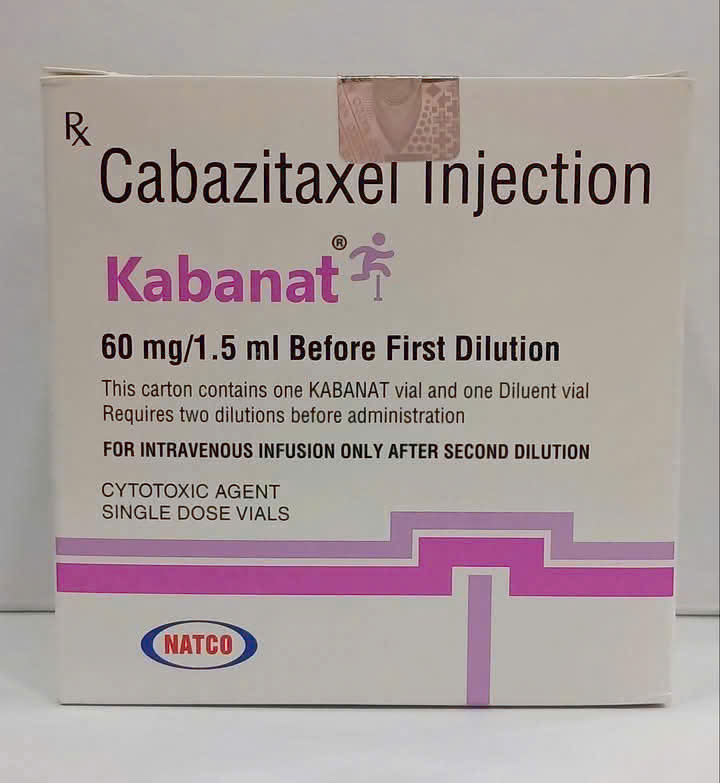 Rx
Cabazitaxel Injection
Kabanat®
60 mg/1.5 ml Before First Dilution
This carton contains one KABANAT vial and one Diluent vial
Requires two dilutions before administration
FOR INTRAVENOUS INFUSION ONLY AFTER SECOND DILUTION
CYTOTOXIC AGENT
SINGLE DOSE VIALS
NATCO